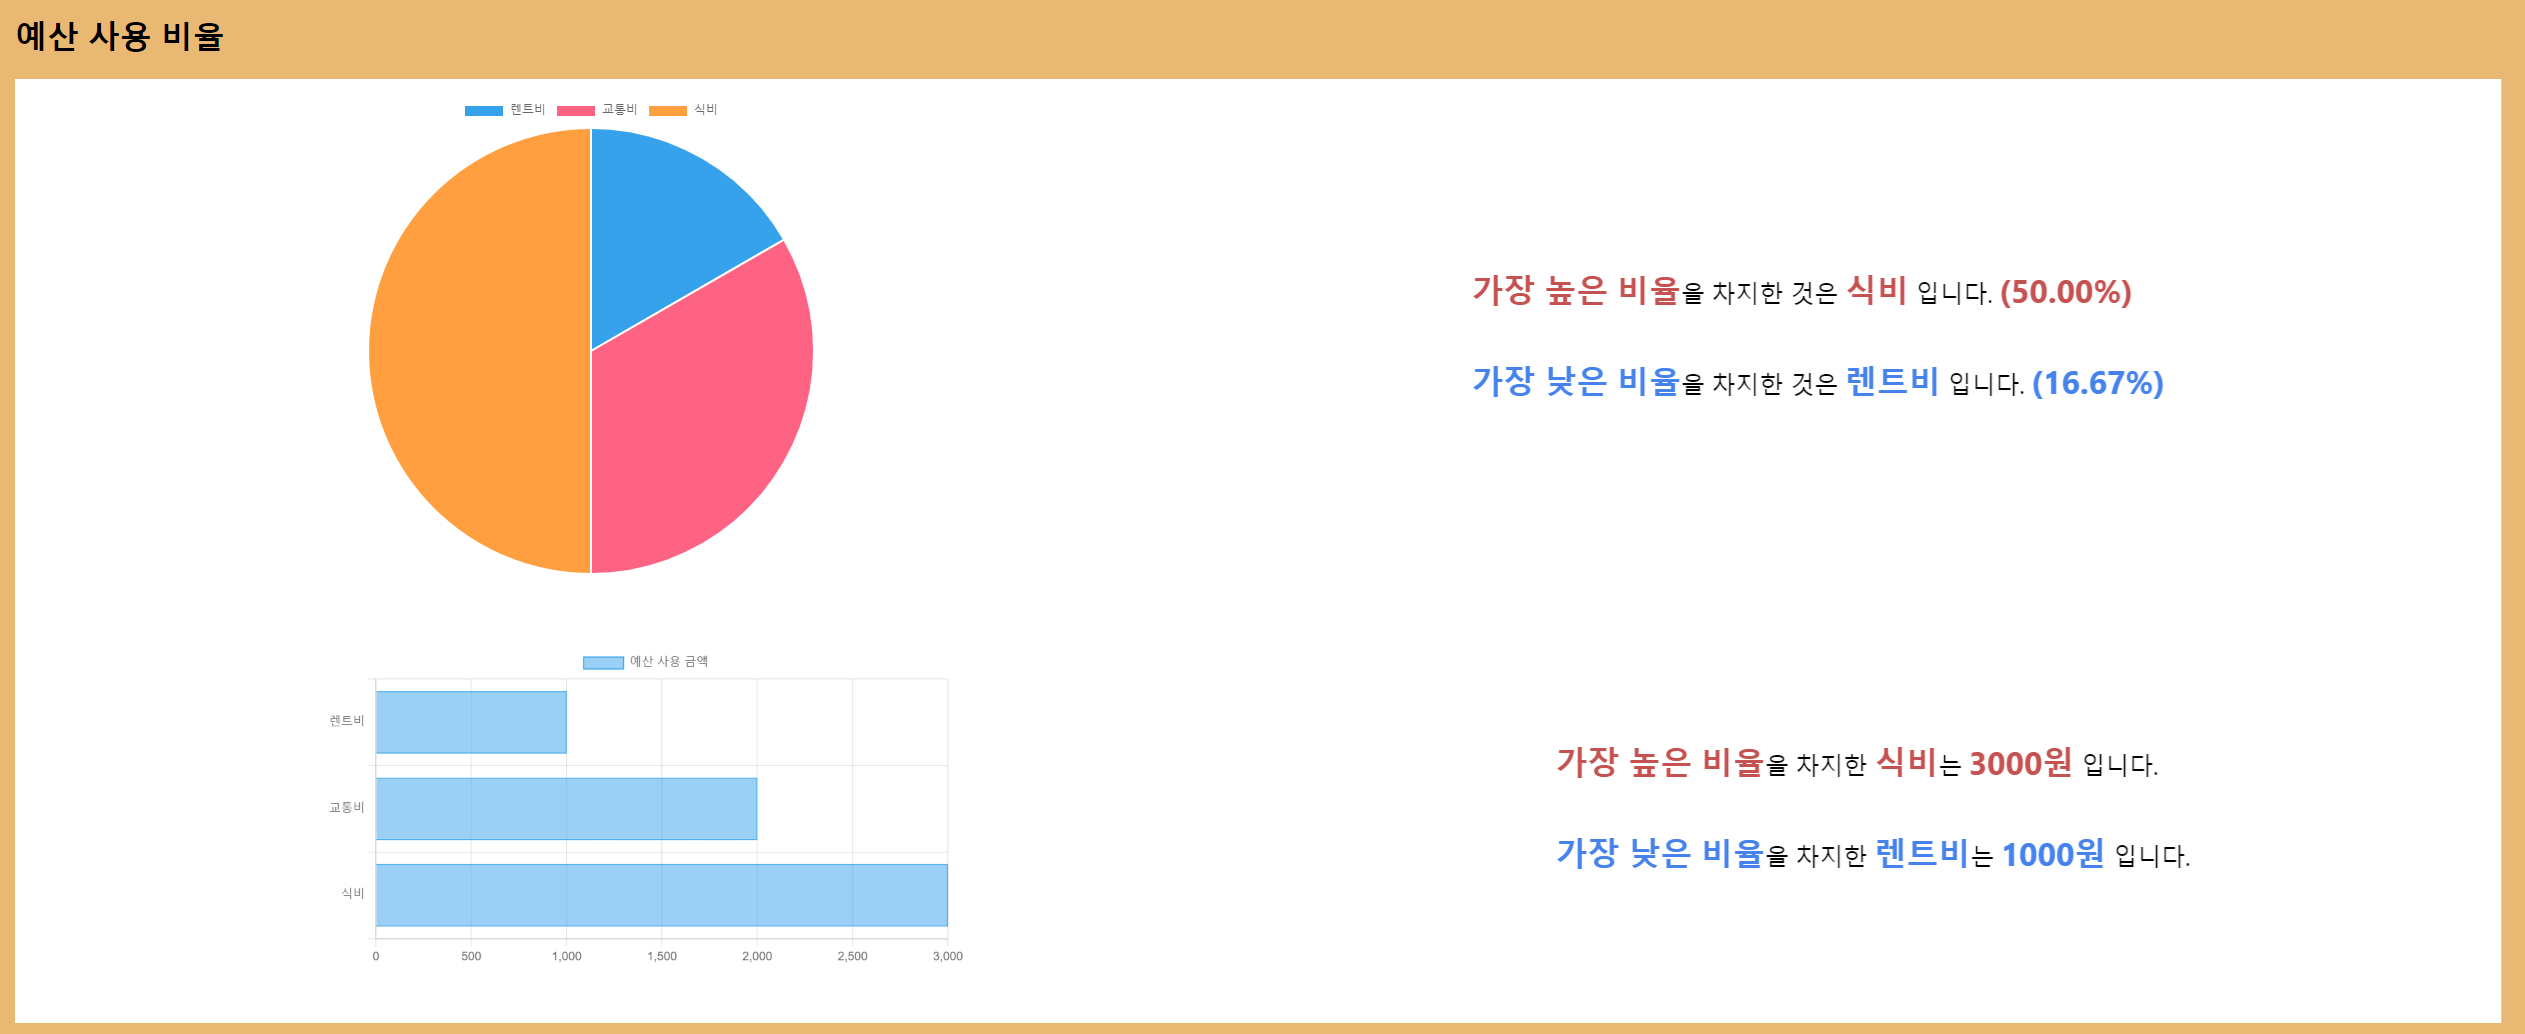 예산 사용 비율
렌트비 교통비 식비
가장 높은 비율을 차지한 것은 식비 입니다. (50.00%)
가장 낮은 비율을 차지한 것은 렌트비 입니다. (16.67%)
예산 사용 금액
렌트비
교통비
식비
0 500 1,000 1,500 2,000 2,500 3,000
가장 높은 비율을 차지한 식비는 3000원 입니다.
가장 낮은 비율을 차지한 렌트비는 1000원 입니다.